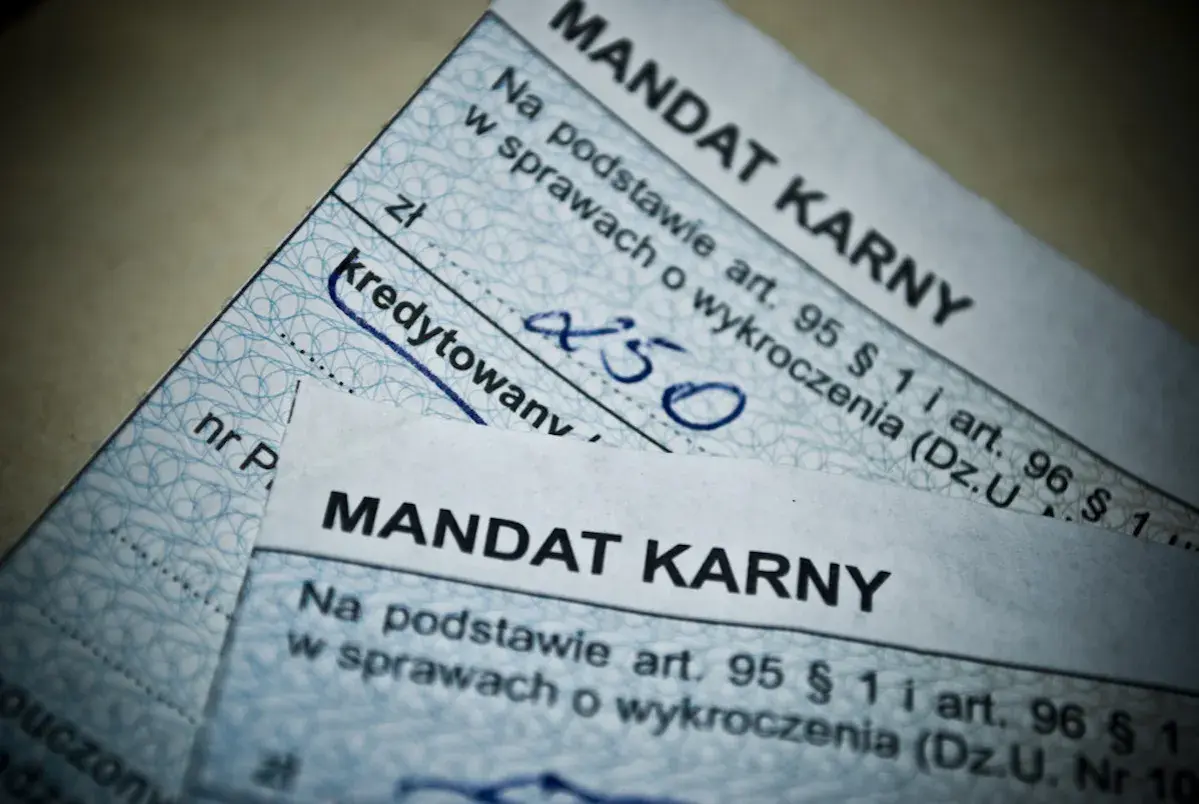 MANDAT KARNY
Na podstawie art. 95 § 1 i art. 96 § 1
w sprawach o wykroczenia (Dz.U
zł 250
kredytowany
nr
MANDAT KARNY
Na podstawie art. 95 § 1 i art. 96 § 1
w sprawach o wykroczenia (Dz.U. Nr 10
zł